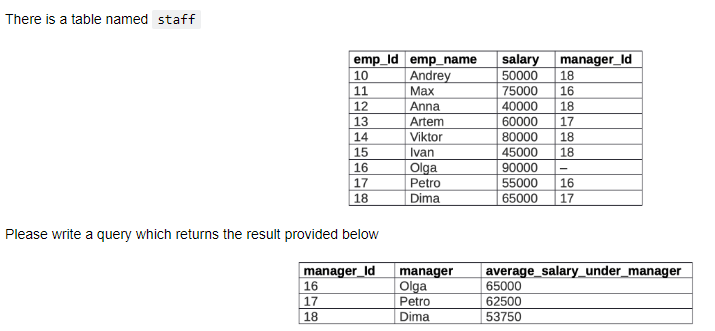 There is a table named staff
emp_Id emp_name salary manager_Id
10 Andrey 50000 18
11 Max 75000 16
12 Anna 40000 18
13 Artem 60000 17
14 Viktor 80000 18
15 Ivan 45000 18
16 Olga 90000 –
17 Petro 55000 16
18 Dima 65000 17
Please write a query which returns the result provided below
manager_Id manager average_salary_under_manager
16 Olga 65000
17 Petro 62500
18 Dima 53750